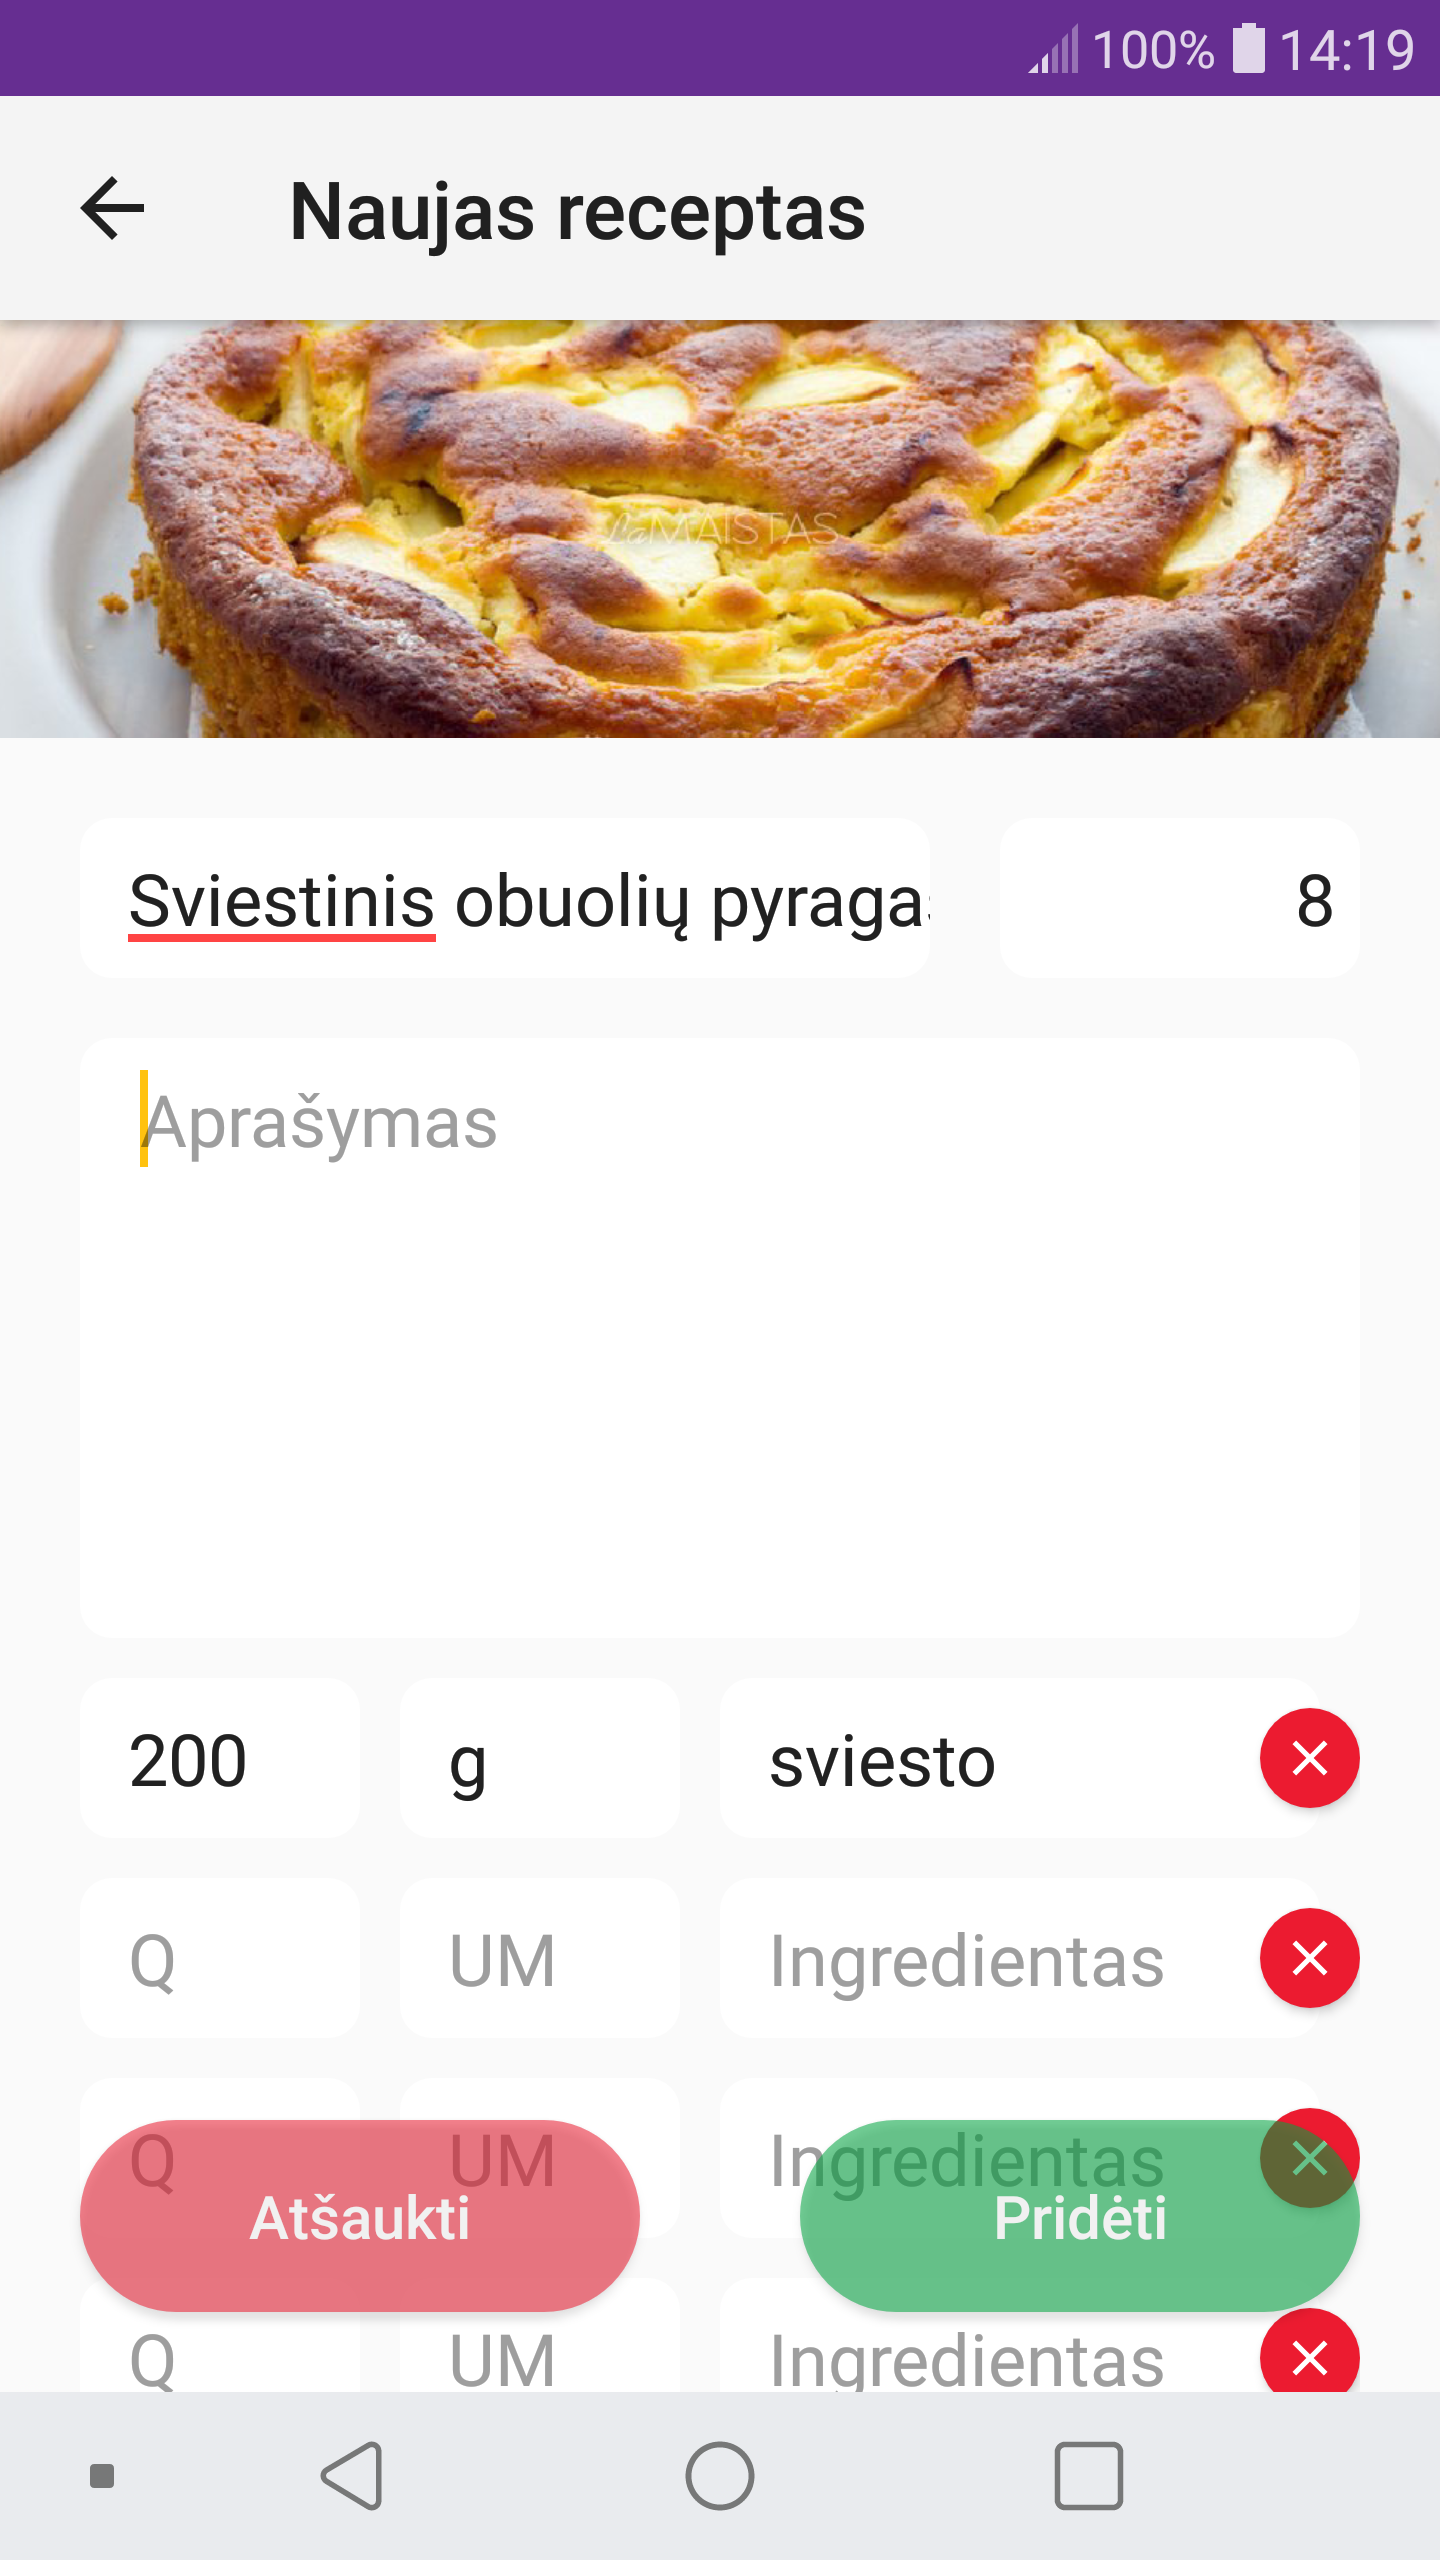 100% 14:19
Naujas receptas
LaMAISTAS
Sviestinis obuolių pyragas 8
Aprašymas
200 g sviesto
Q UM Ingredientas
Q UM Ingredientas
Atšaukti Pridėti
Q UM Ingredientas